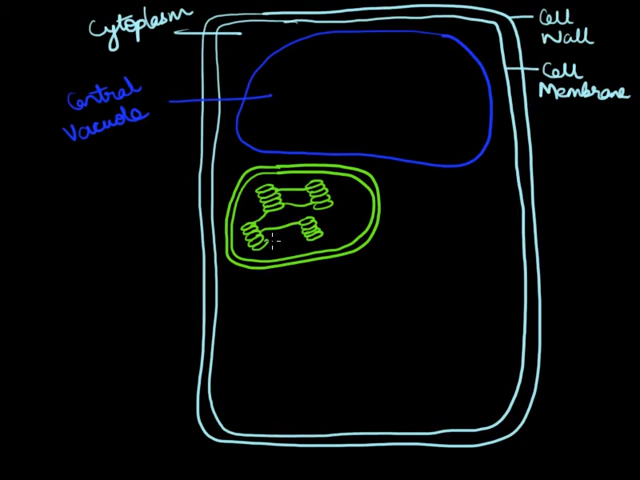 Cytoplasm
Cell
Wall
Cell
Membrane
Central
Vacuole